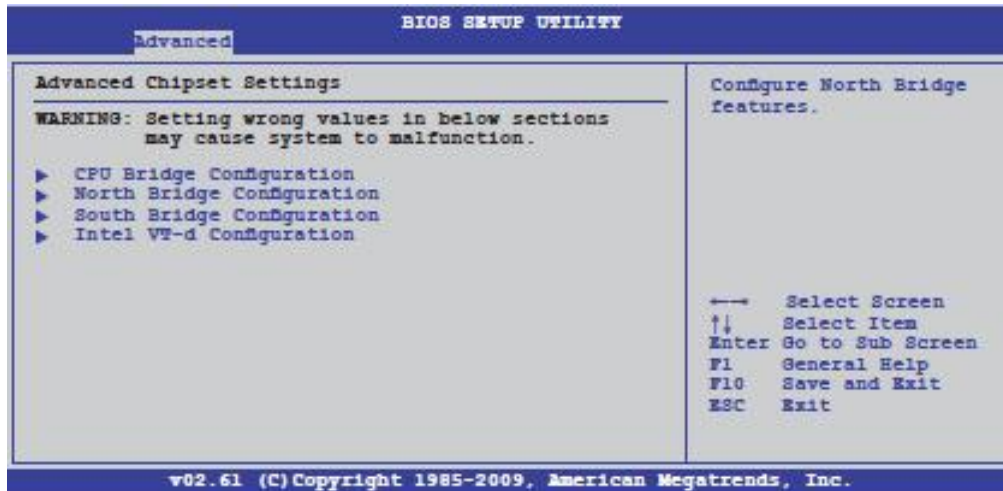 BIOS SETUP UTILITY
Advanced
Advanced Chipset Settings
WARNING: Setting wrong values in below sections
may cause system to malfunction.
CPU Bridge Configuration
North Bridge Configuration
South Bridge Configuration
Intel VT-d Configuration
Configure North Bridge
features.
←→ Select Screen
↑↓ Select Item
Enter Go to Sub Screen
F1 General Help
F10 Save and Exit
ESC Exit
v02.61 (C)Copyright 1985-2009, American Megatrends, Inc.